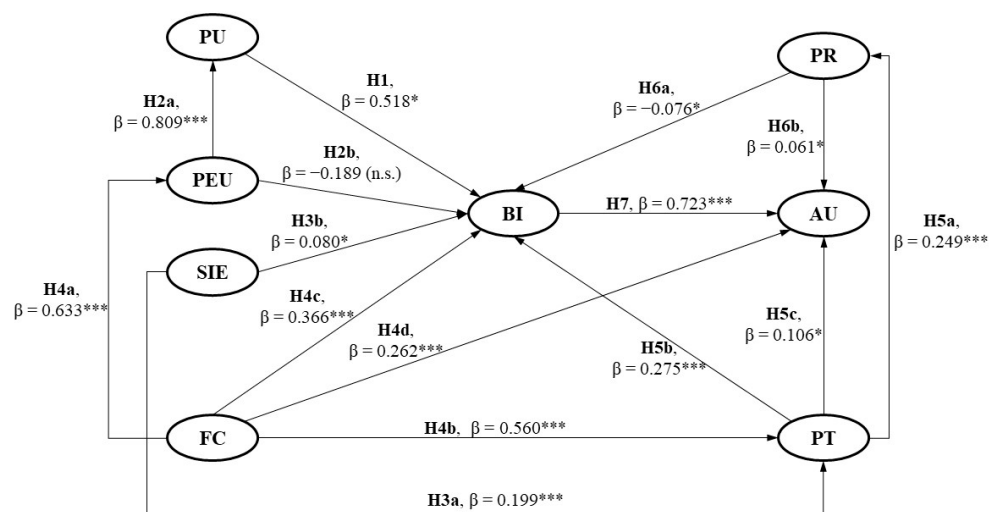 PU
PR
H1,
β = 0.518*
H6a,
β = −0.076*
H2a,
β = 0.809***
H6b,
β = 0.061*
H2b,
β = −0.189 (n.s.)
PEU
BI
H7, β = 0.723***
AU
H5a,
β = 0.249***
H3b,
β = 0.080*
SIE
H4a,
β = 0.633***
H4c,
β = 0.366***
H4d,
β = 0.262***
H5b,
β = 0.275***
H5c,
β = 0.106*
FC
H4b, β = 0.560***
PT
H3a, β = 0.199***